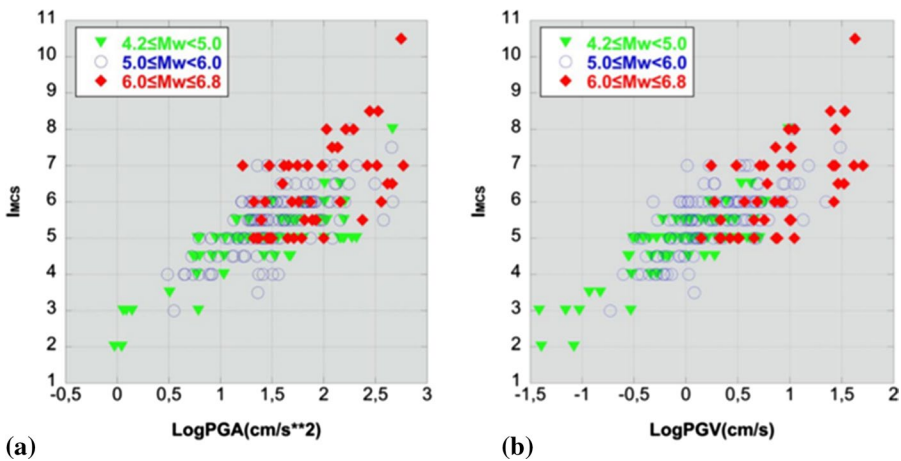 11
10
9
8
7
6
5
4
3
2
1
IMCS
4.2≤Mw<5.0
5.0≤Mw<6.0
6.0≤Mw≤6.8
-0,5 0 0,5 1 1,5 2 2,5 3
LogPGA(cm/s**2)
(a)
11
10
9
8
7
6
5
4
3
2
1
IMCS
4.2≤Mw<5.0
5.0≤Mw<6.0
6.0≤Mw≤6.8
-1,5 -1 -0,5 0 0,5 1 1,5 2
LogPGV(cm/s)
(b)